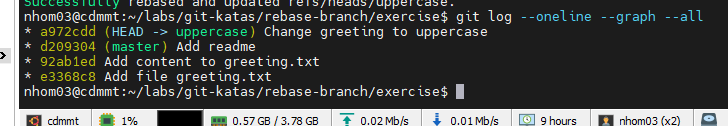 Successfully rebased and updated refs/heads/uppercase.
nhom03@cdmmt:~/labs/git-katas/rebase-branch/exercise$ git log --oneline --graph --all
* a972cdd (HEAD -> uppercase) Change greeting to uppercase
* d209304 (master) Add readme
* 92ab1ed Add content to greeting.txt
* e3368c8 Add file greeting.txt
nhom03@cdmmt:~/labs/git-katas/rebase-branch/exercise$
cdmmt 1% 0.57 GB / 3.78 GB 0.02 Mb/s 0.01 Mb/s 9 hours nhom03 (x2)